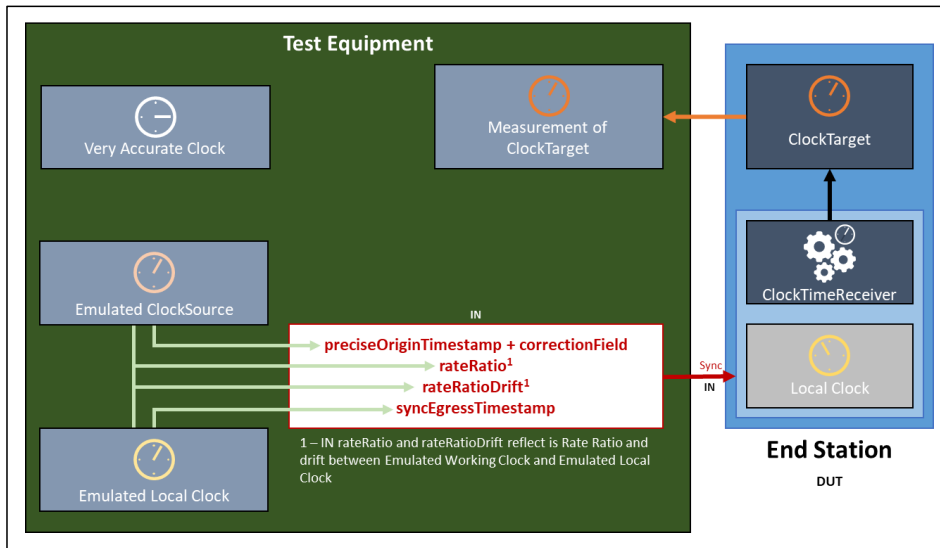 Test Equipment
Very Accurate Clock
Measurement of
ClockTarget
ClockTarget
Emulated ClockSource
ClockTimeReceiver
IN
preciseOriginTimestamp + correctionField
rateRatio¹
rateRatioDrift¹
syncEgressTimestamp
Sync
IN
Local Clock
1 – IN rateRatio and rateRatioDrift reflect is Rate Ratio and
drift between Emulated Working Clock and Emulated Local
Clock
Emulated Local Clock
End Station
DUT